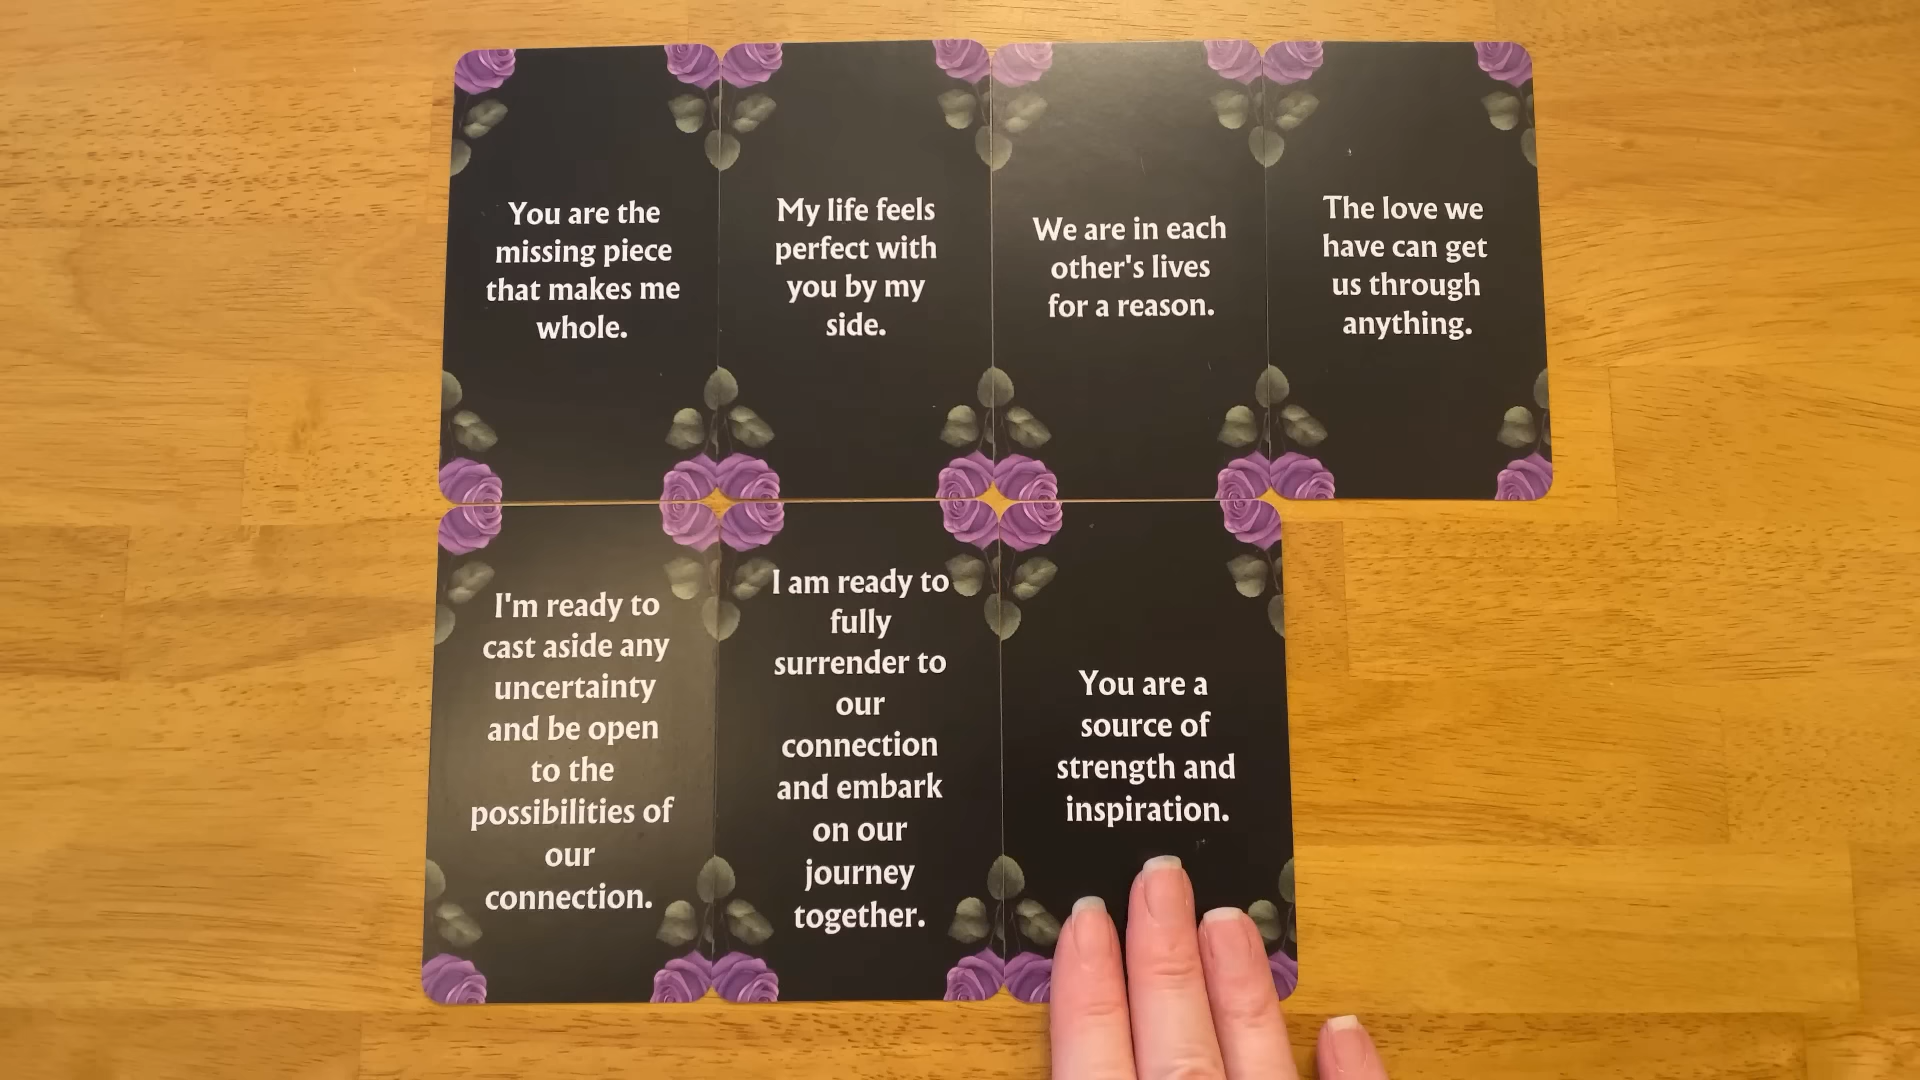 You are the
missing piece
that makes me
whole.
My life feels
perfect with
you by my
side.
We are in each
other's lives
for a reason.
The love we
have can get
us through
anything.
I'm ready to
cast aside any
uncertainty
and be open
to the
possibilities of
our
connection.
I am ready to
fully
surrender to
our
connection
and embark
on our
journey
together.
You are a
source of
strength and
inspiration.